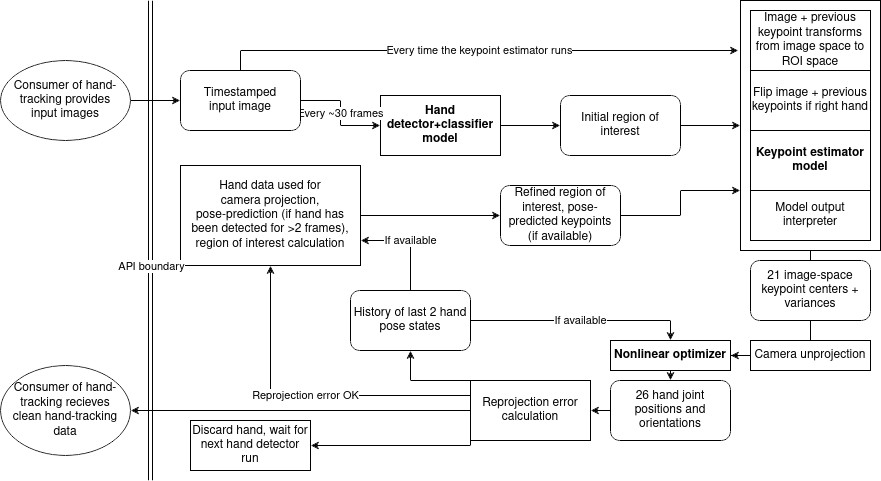 Image + previous
keypoint transforms
from image space to
ROI space
Every time the keypoint estimator runs
Consumer of hand-
tracking provides
input images
Timestamped
input image
Every ~30 frames
Hand
detector+classifier
model
Initial region of
interest
Flip image + previous
keypoints if right hand
Keypoint estimator
model
Model output
interpreter
Hand data used for
camera projection,
pose-prediction (if hand has
been detected for >2 frames),
region of interest calculation
Refined region of
interest, pose-
predicted keypoints
(if available)
If available
API boundary
21 image-space
keypoint centers +
variances
History of last 2 hand
pose states
If available
Nonlinear optimizer
Camera unprojection
Consumer of hand-
tracking recieves
clean hand-tracking
data
Reprojection error OK
Reprojection error
calculation
26 hand joint
positions and
orientations
Discard hand, wait for
next hand detector
run